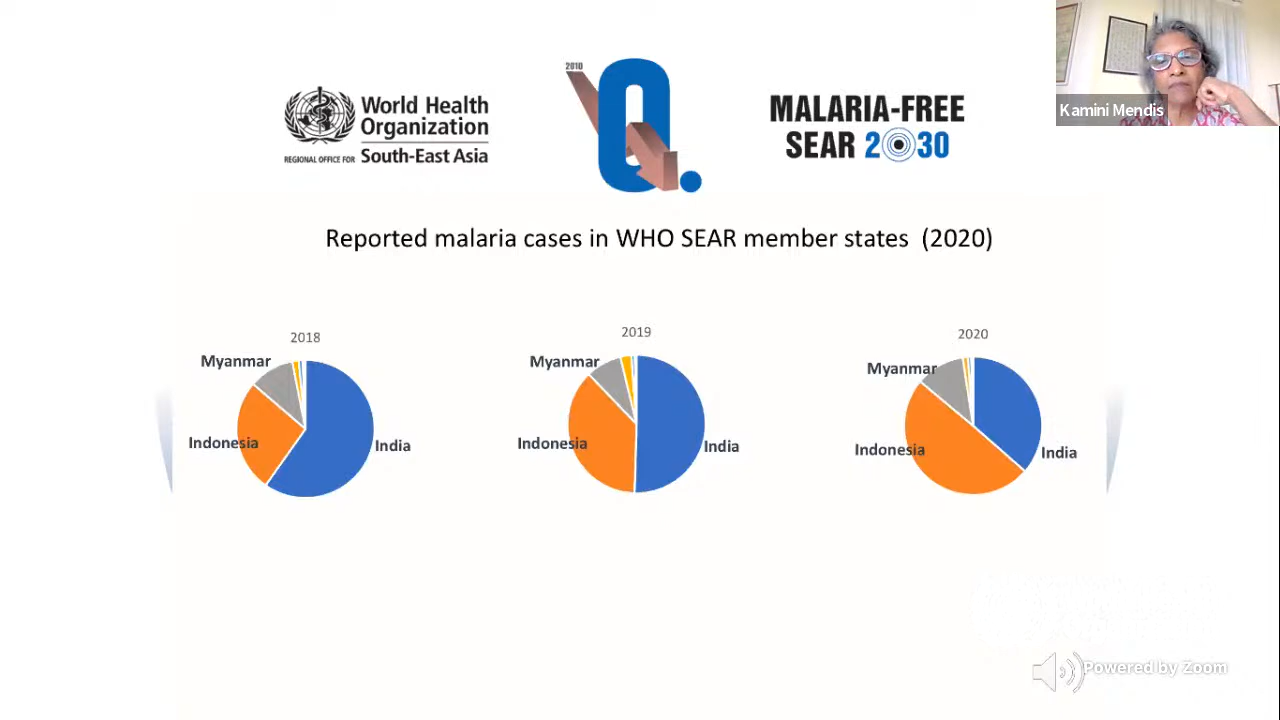 2010
World Health
Organization
REGIONAL OFFICE FOR South-East Asia
MALARIA-FREE
SEAR 2030
Kamini Mendis
Reported malaria cases in WHO SEAR member states (2020)
2018
Myanmar
Indonesia
India
2019
Myanmar
Indonesia
India
2020
Myanmar
Indonesia
India
Powered by Zoom